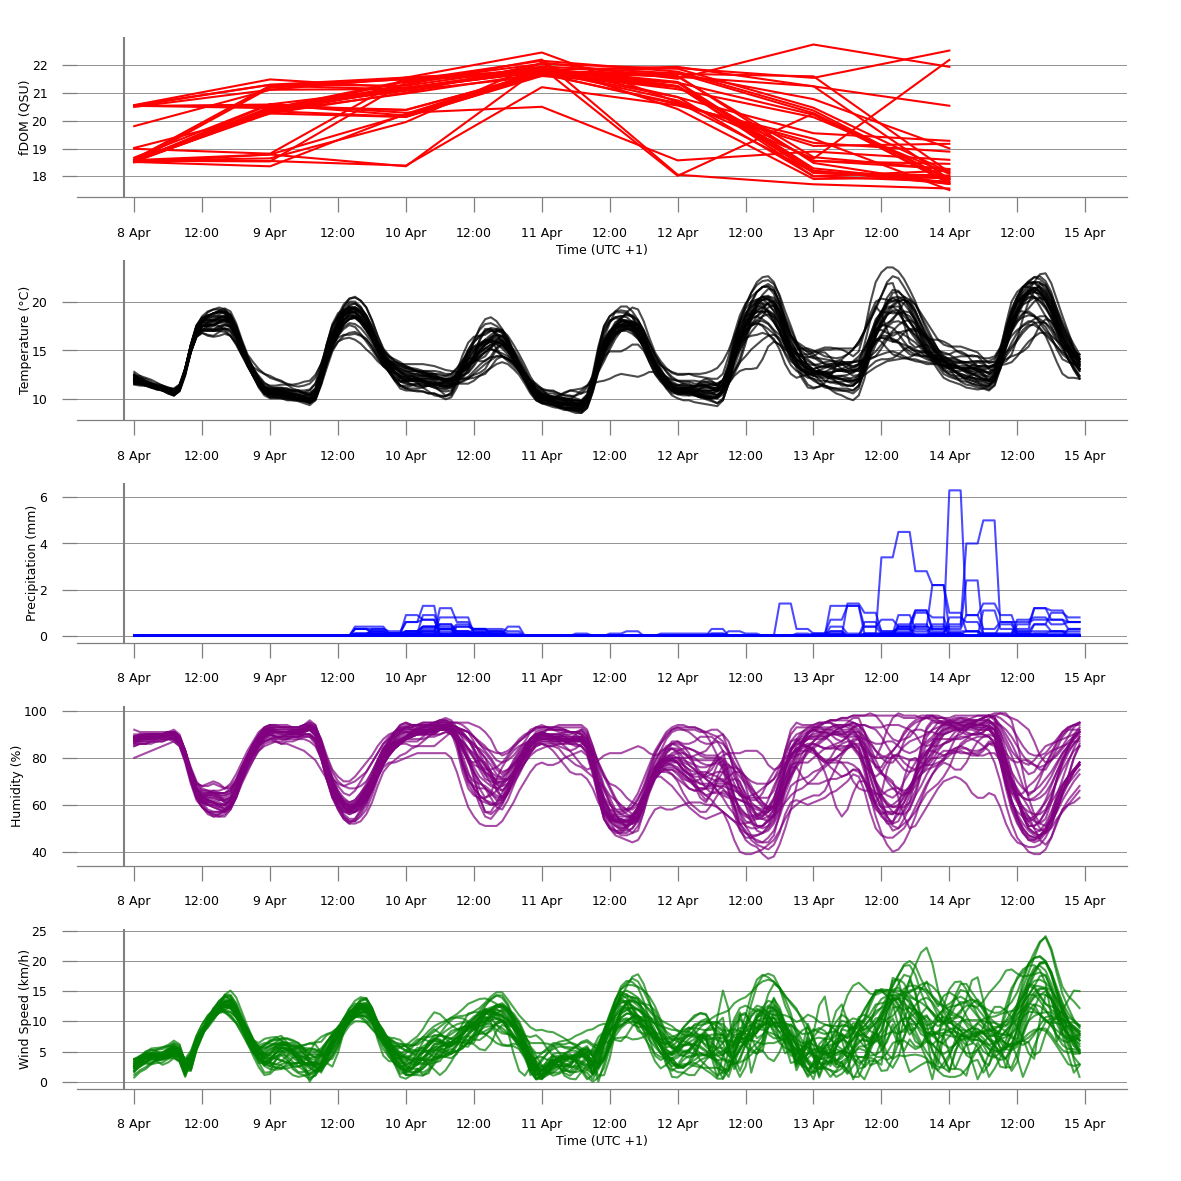 fDOM (QSU)
22
21
20
19
18
8 Apr 12:00 9 Apr 12:00 10 Apr 12:00 11 Apr 12:00 12 Apr 12:00 13 Apr 12:00 14 Apr 12:00 15 Apr
Time (UTC +1)
Temperature (°C)
20
15
10
8 Apr 12:00 9 Apr 12:00 10 Apr 12:00 11 Apr 12:00 12 Apr 12:00 13 Apr 12:00 14 Apr 12:00 15 Apr
Precipitation (mm)
6
4
2
0
8 Apr 12:00 9 Apr 12:00 10 Apr 12:00 11 Apr 12:00 12 Apr 12:00 13 Apr 12:00 14 Apr 12:00 15 Apr
Humidity (%)
100
80
60
40
8 Apr 12:00 9 Apr 12:00 10 Apr 12:00 11 Apr 12:00 12 Apr 12:00 13 Apr 12:00 14 Apr 12:00 15 Apr
Wind Speed (km/h)
25
20
15
10
5
0
8 Apr 12:00 9 Apr 12:00 10 Apr 12:00 11 Apr 12:00 12 Apr 12:00 13 Apr 12:00 14 Apr 12:00 15 Apr
Time (UTC +1)